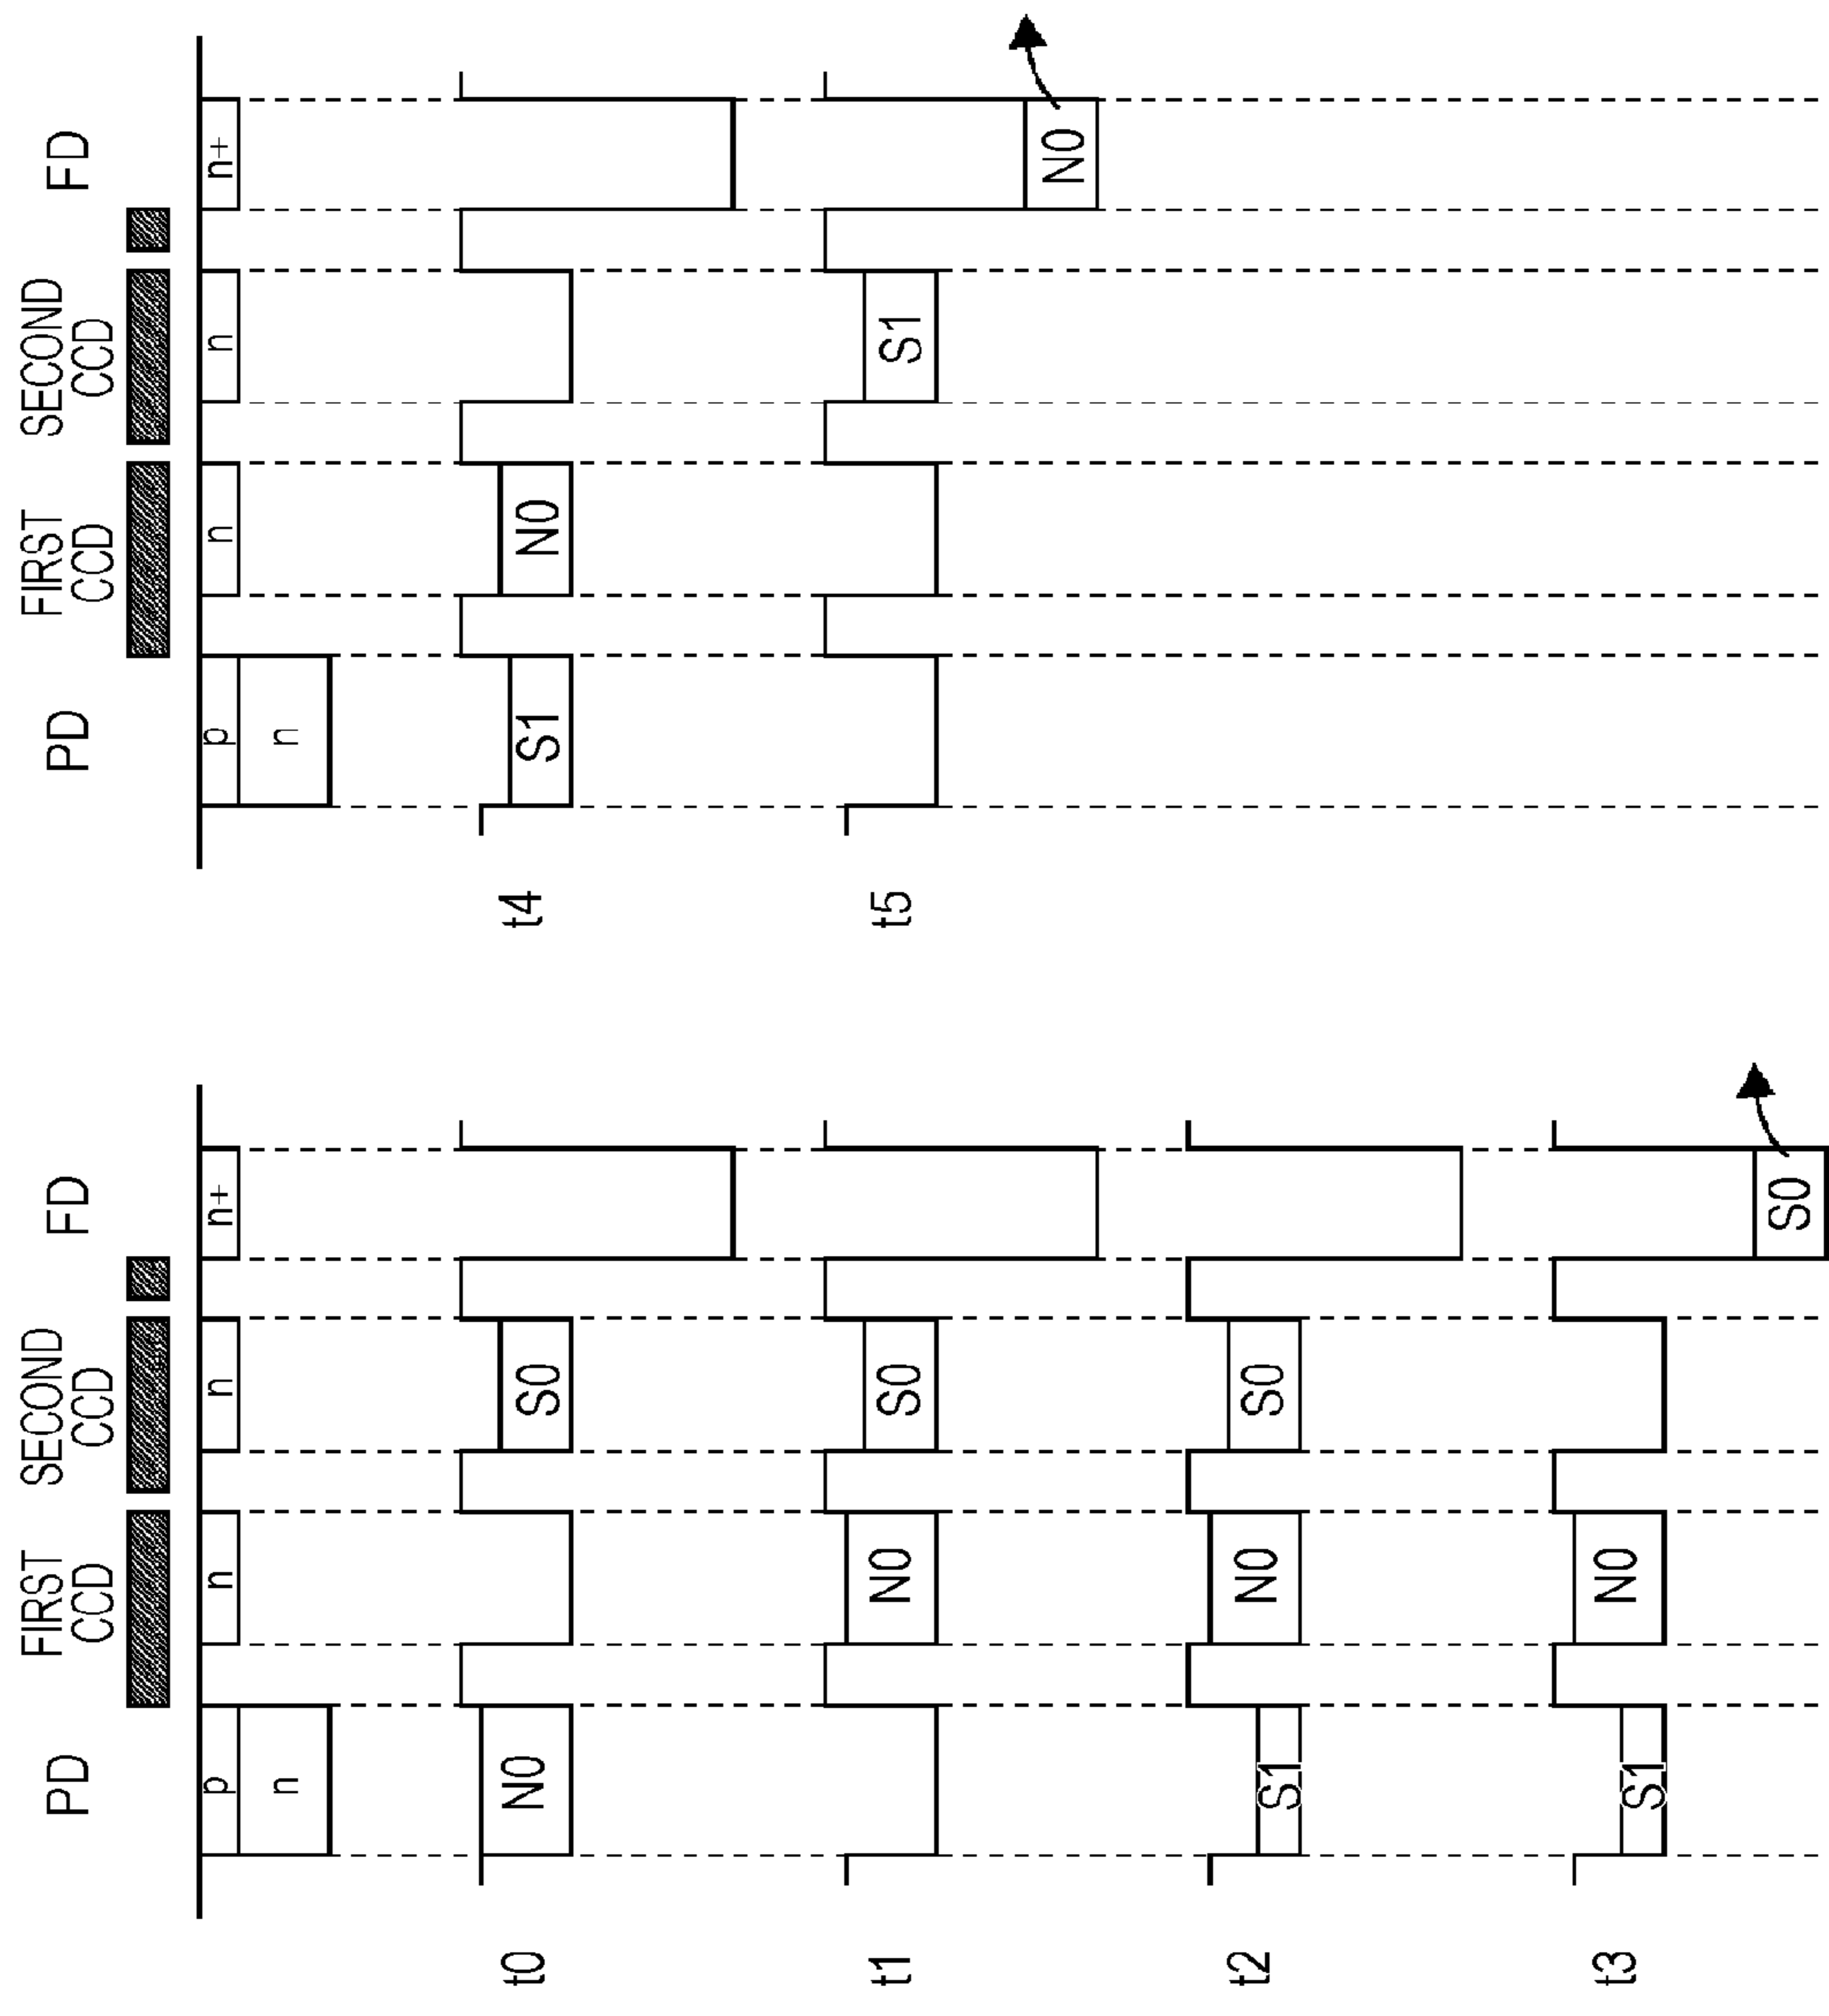 PD
FIRST
CCD
SECOND
CCD
FD
p
n
n
n
n+
t0
N0
S0
t1
N0
S0
t2
S1
N0
S0
t3
S1
N0
S0
PD
FIRST
CCD
SECOND
CCD
FD
p
n
n
n
n+
t4
S1
N0
t5
S1
N0